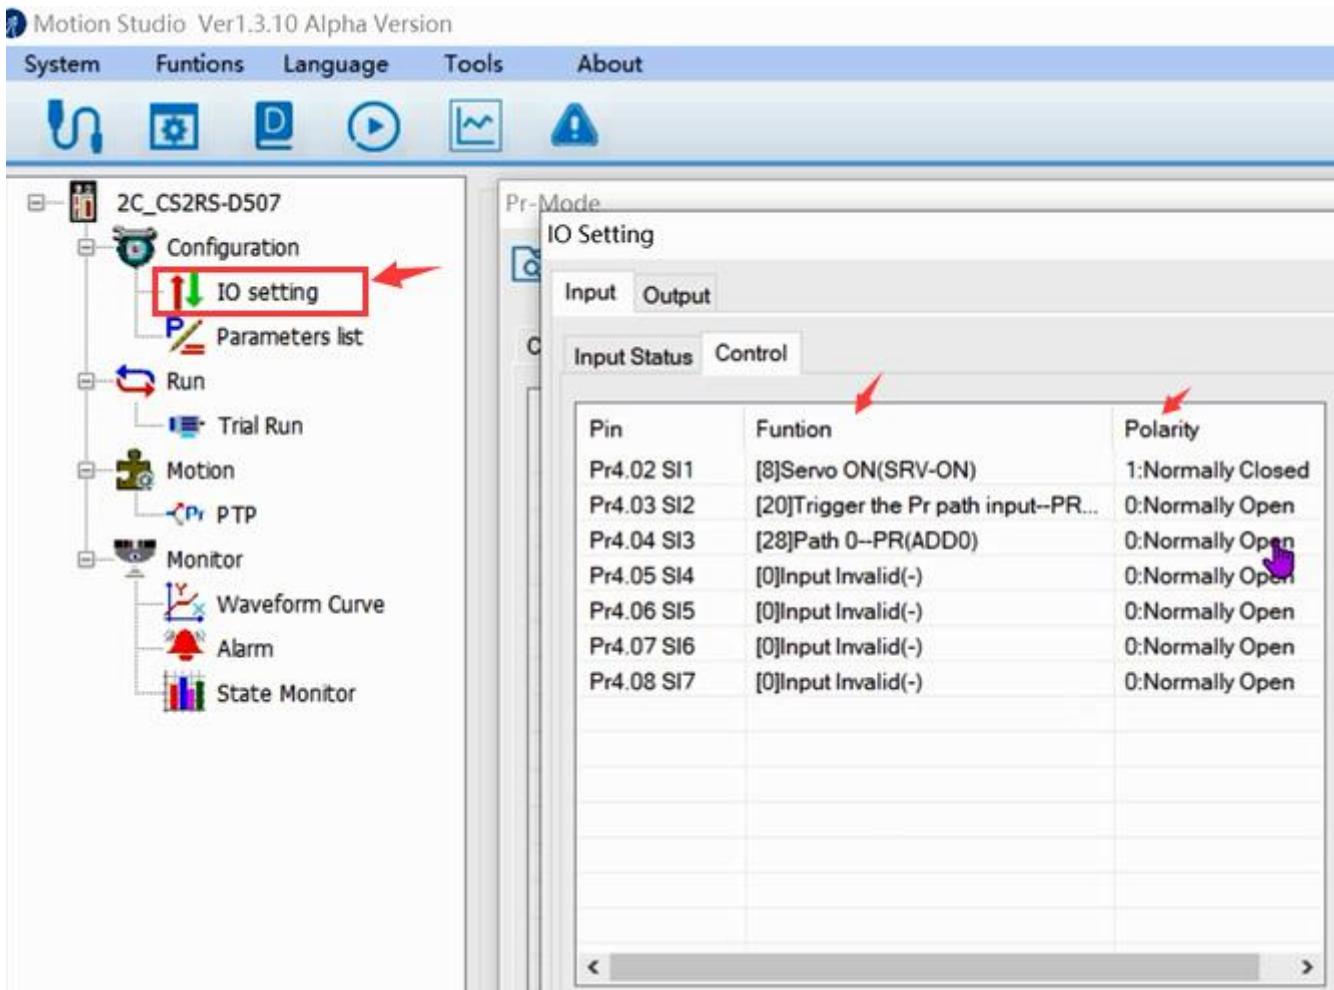 Motion Studio Ver1.3.10 Alpha Version
System Funtions Language Tools About
2C_CS2RS-D507
Configuration
IO setting
Parameters list
Run
Trial Run
Motion
PTP
Monitor
Waveform Curve
Alarm
State Monitor
Pr-Mode
IO Setting
Input Output
Input Status Control
Pin Funtion Polarity
Pr4.02 SI1 [8]Servo ON(SRV-ON) 1:Normally Closed
Pr4.03 SI2 [20]Trigger the Pr path input--PR... 0:Normally Open
Pr4.04 SI3 [28]Path 0--PR(ADD0) 0:Normally Open
Pr4.05 SI4 [0]Input Invalid(-) 0:Normally Open
Pr4.06 SI5 [0]Input Invalid(-) 0:Normally Open
Pr4.07 SI6 [0]Input Invalid(-) 0:Normally Open
Pr4.08 SI7 [0]Input Invalid(-) 0:Normally Open